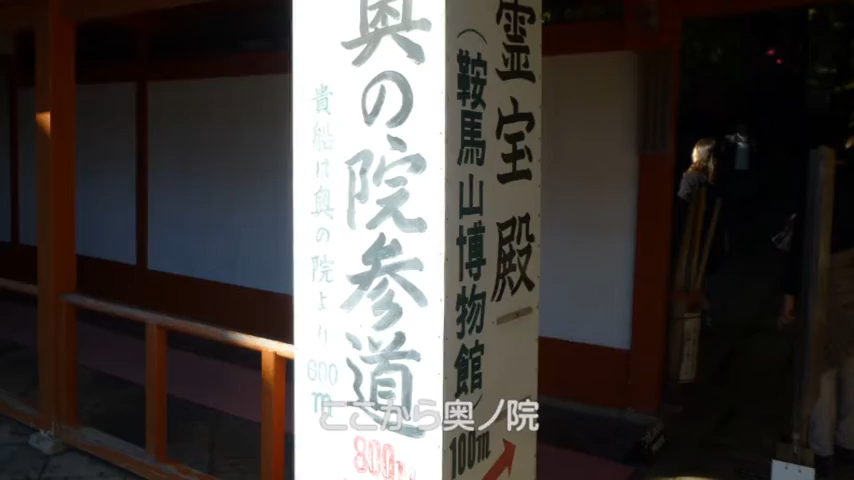 霊宝殿
(鞍馬山博物館)
100m
奥の院参道
800m
貴船は奥の院より
600m
ここから奥ノ院